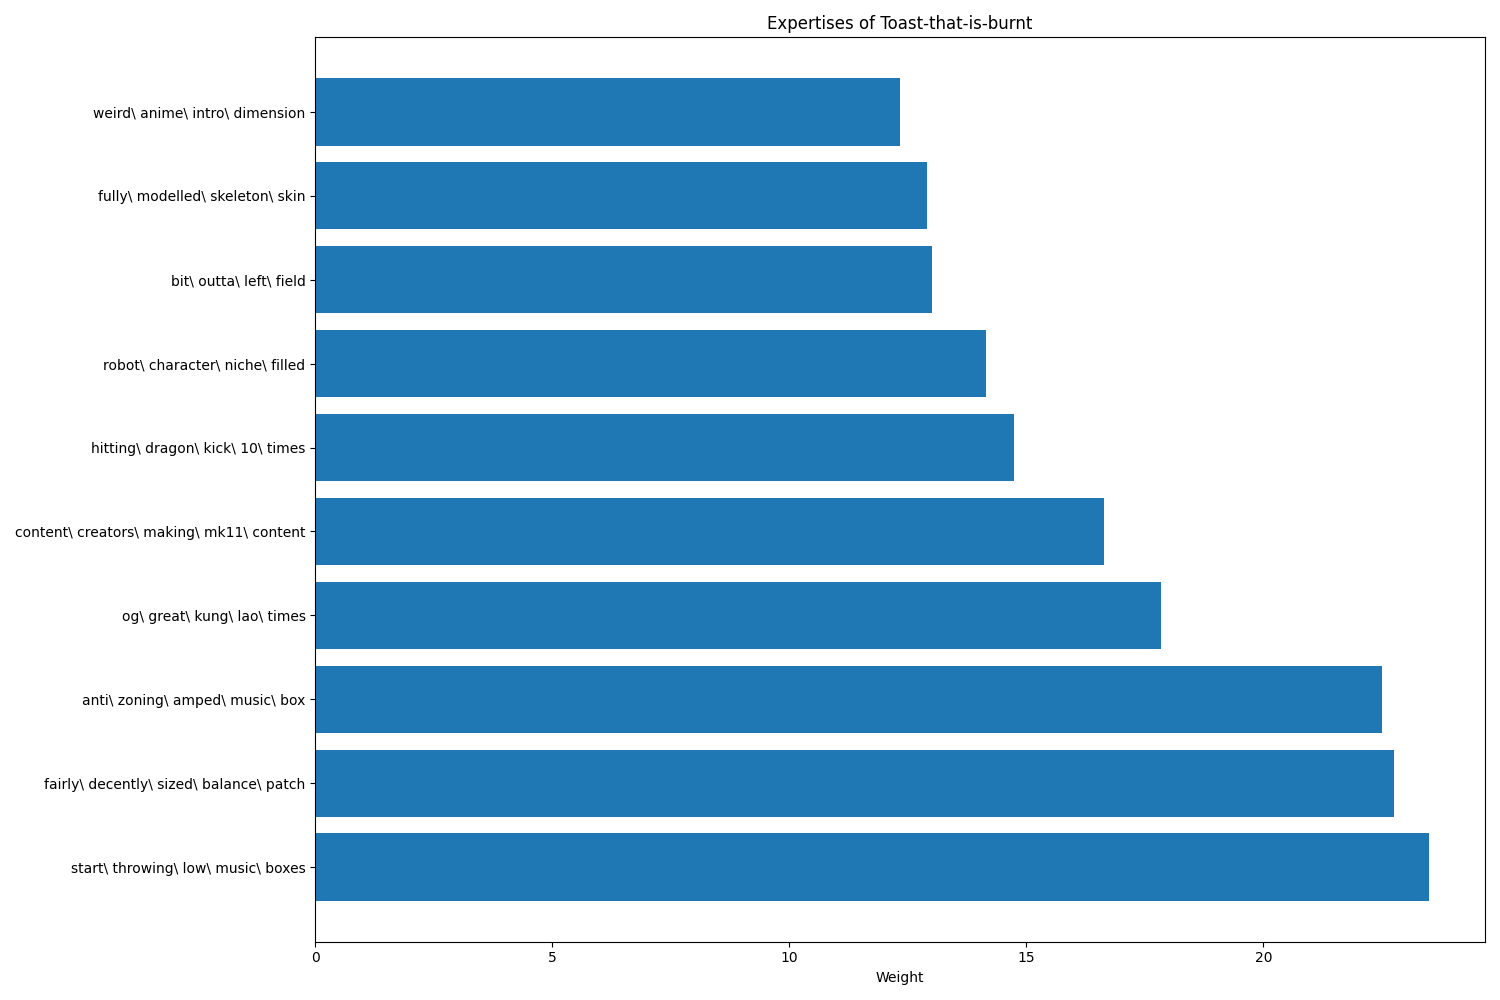 Expertises of Toast-that-is-burnt
weird\ anime\ intro\ dimension
fully\ modelled\ skeleton\ skin
bit\ outta\ left\ field
robot\ character\ niche\ filled
hitting\ dragon\ kick\ 10\ times
content\ creators\ making\ mk11\ content
og\ great\ kung\ lao\ times
anti\ zoning\ amped\ music\ box
fairly\ decently\ sized\ balance\ patch
start\ throwing\ low\ music\ boxes
0 5 10 15 20
Weight